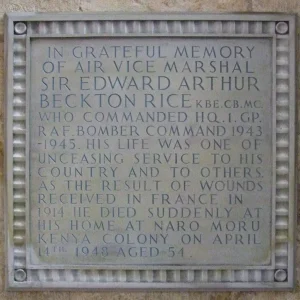 IN GRATEFUL MEMORY
OF AIR VICE MARSHAL
SIR EDWARD ARTHUR
BECKTON RICE K.B.E.C.B.M.C.
WHO COMMANDED HQ. 1. GP.
R.A.F. BOMBER COMMAND 1943
-1945. HIS LIFE WAS ONE OF
UNCEASING SERVICE TO HIS
COUNTRY AND TO OTHERS.
AS THE RESULT OF WOUNDS
RECEIVED IN FRANCE IN
1914 HE DIED SUDDENLY AT
HIS HOME AT NARO MORU
KENYA COLONY ON APRIL
14TH 1948 AGED 54.